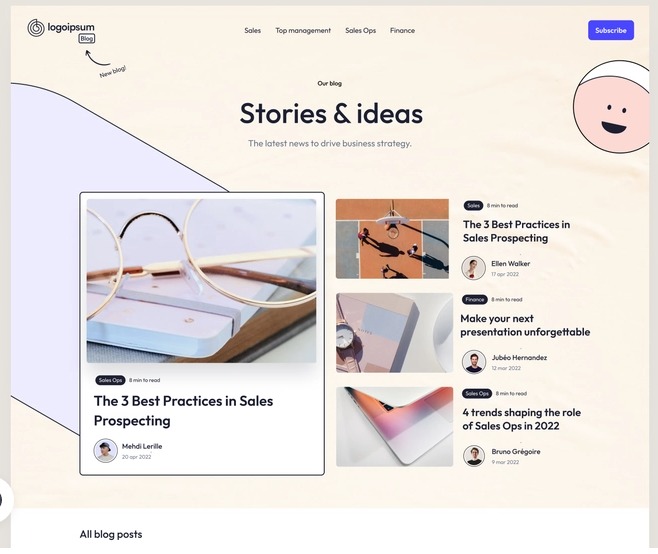 logoipsum
Blog
New blog!
Sales
Top management
Sales Ops
Finance
Subscribe
Our blog
Stories & ideas
The latest news to drive business strategy.
Sales Ops
8 min to read
The 3 Best Practices in Sales
Prospecting
Mehdi Lerille
20 apr 2022
Sales
8 min to read
The 3 Best Practices in
Sales Prospecting
Ellen Walker
17 apr 2022
Finance
8 min to read
Make your next
presentation unforgettable
Jubèo Hernandez
12 mar 2022
Sales Ops
8 min to read
4 trends shaping the role
of Sales Ops in 2022
Bruno Grégoire
9 mar 2022
All blog posts